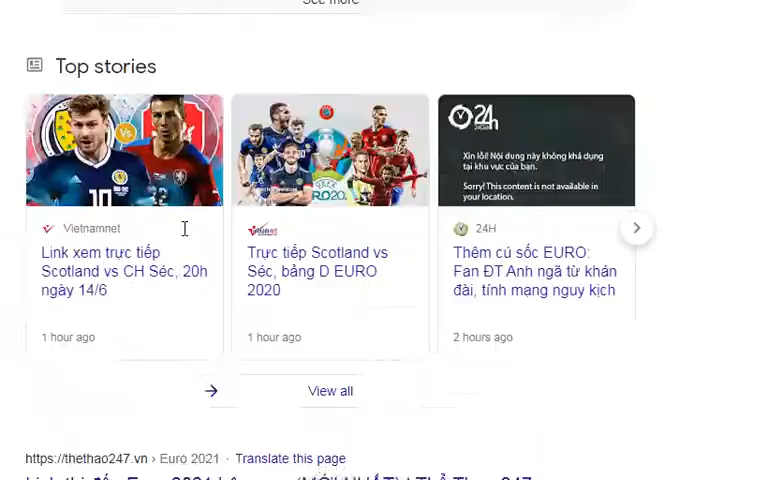 See more
Top stories
VS
24h
Xin lỗi! Nội dung này không khả dụng
tại khu vực của bạn.
Sorry! This content is not available in
your location.
Vietnamnet
24H
Link xem trực tiếp
Scotland vs CH Séc, 20h
ngày 14/6
Trực tiếp Scotland vs
Séc, bảng D EURO
2020
Thêm cú sốc EURO:
Fan ĐT Anh ngã từ khán
đài, tính mạng nguy kịch
1 hour ago
1 hour ago
2 hours ago
View all
https://thethao247.vn › Euro 2021 · Translate this page